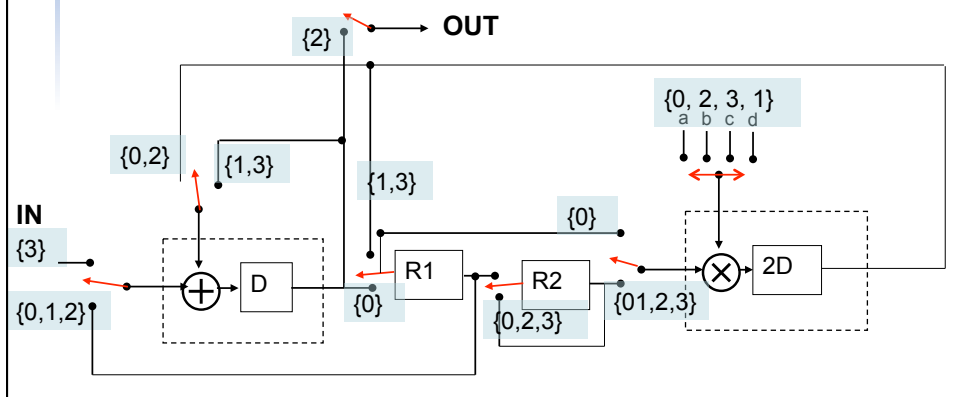 OUT
{2}
{0, 2, 3, 1}
a b c d
{0,2}
{1,3}
{1,3}
IN
{3}
{0}
D
R1
R2
2D
{0}
{0,1,2}
{0,2,3}
{01,2,3}